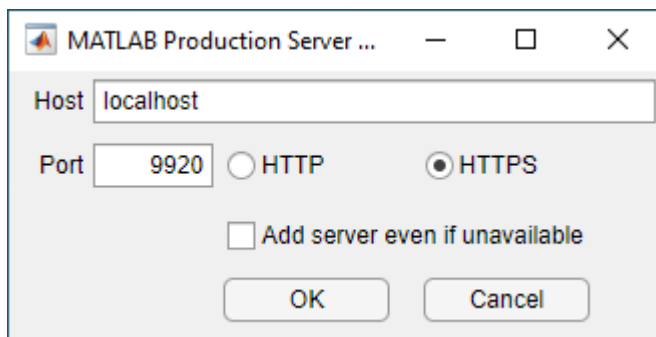 MATLAB Production Server ...
Host localhost
Port 9920 HTTP HTTPS
Add server even if unavailable
OK Cancel